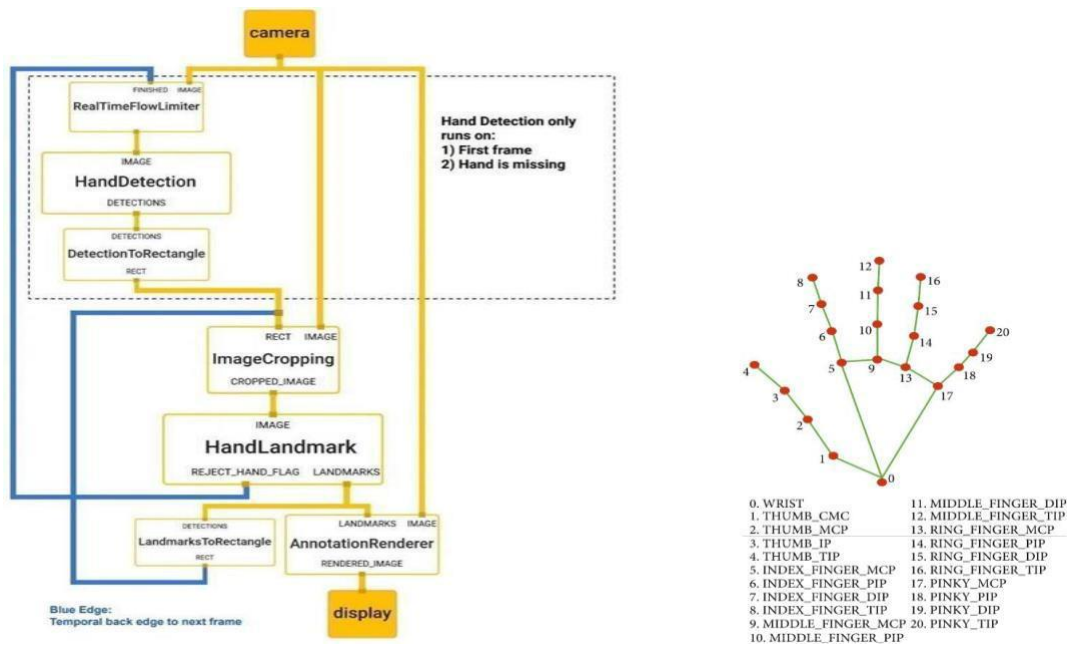 camera
FINISHED IMAGE
RealTimeFlowLimiter
Hand Detection only
runs on:
1) First frame
2) Hand is missing
IMAGE
HandDetection
DETECTIONS
DETECTIONS
DetectionToRectangle
RECT
RECT IMAGE
ImageCropping
CROPPED_IMAGE
IMAGE
HandLandmark
REJECT_HAND_FLAG LANDMARKS
DETECTIONS
LandmarksToRectangle
RECT
LANDMARKS IMAGE
AnnotationRenderer
RENDERED_IMAGE
display
Blue Edge:
Temporal back edge to next frame
12
8
16
11
7
15
20
6
10
14
19
4
5
9
13
18
3
17
2
1
0
0. WRIST
1. THUMB_CMC
2. THUMB_MCP
3. THUMB_IP
4. THUMB_TIP
5. INDEX_FINGER_MCP
6. INDEX_FINGER_PIP
7. INDEX_FINGER_DIP
8. INDEX_FINGER_TIP
9. MIDDLE_FINGER_MCP
10. MIDDLE_FINGER_PIP
11. MIDDLE_FINGER_DIP
12. MIDDLE_FINGER_TIP
13. RING_FINGER_MCP
14. RING_FINGER_PIP
15. RING_FINGER_DIP
16. RING_FINGER_TIP
17. PINKY_MCP
18. PINKY_PIP
19. PINKY_DIP
20. PINKY_TIP